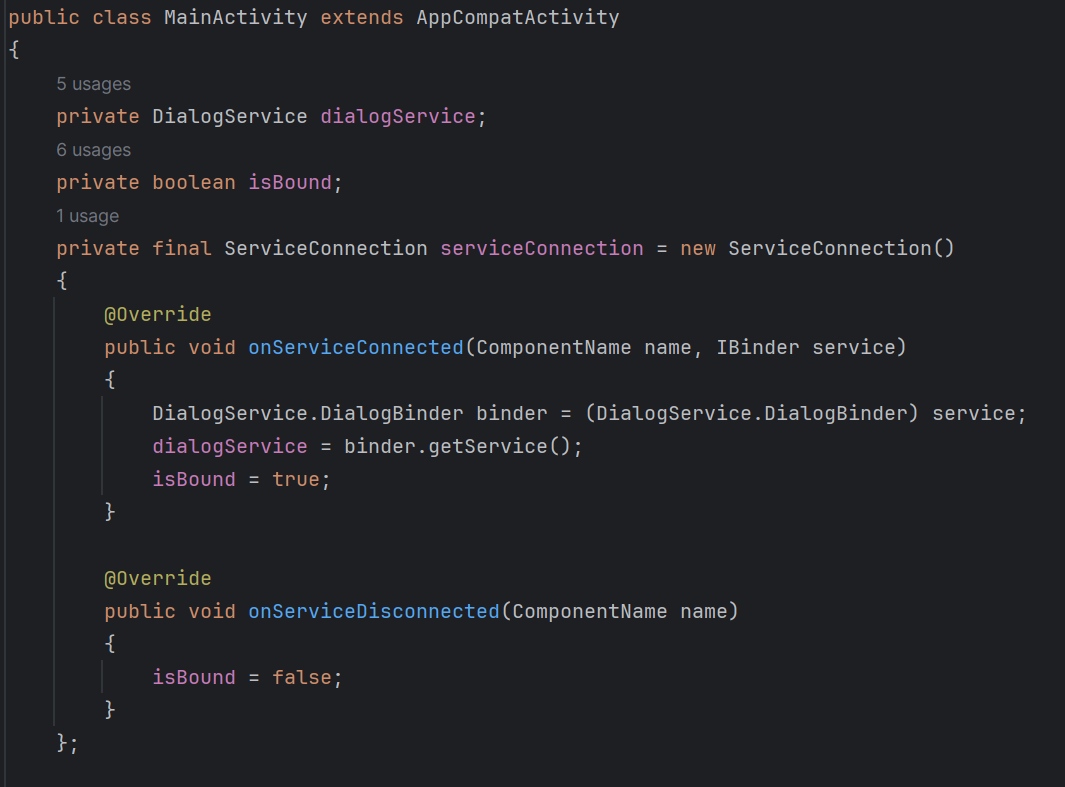 public class MainActivity extends AppCompatActivity
{
5 usages
private DialogService dialogService;
6 usages
private boolean isBound;
1 usage
private final ServiceConnection serviceConnection = new ServiceConnection()
{
@Override
public void onServiceConnected(ComponentName name, IBinder service)
{
DialogService.DialogBinder binder = (DialogService.DialogBinder) service;
dialogService = binder.getService();
isBound = true;
}
@Override
public void onServiceDisconnected(ComponentName name)
{
isBound = false;
}
};